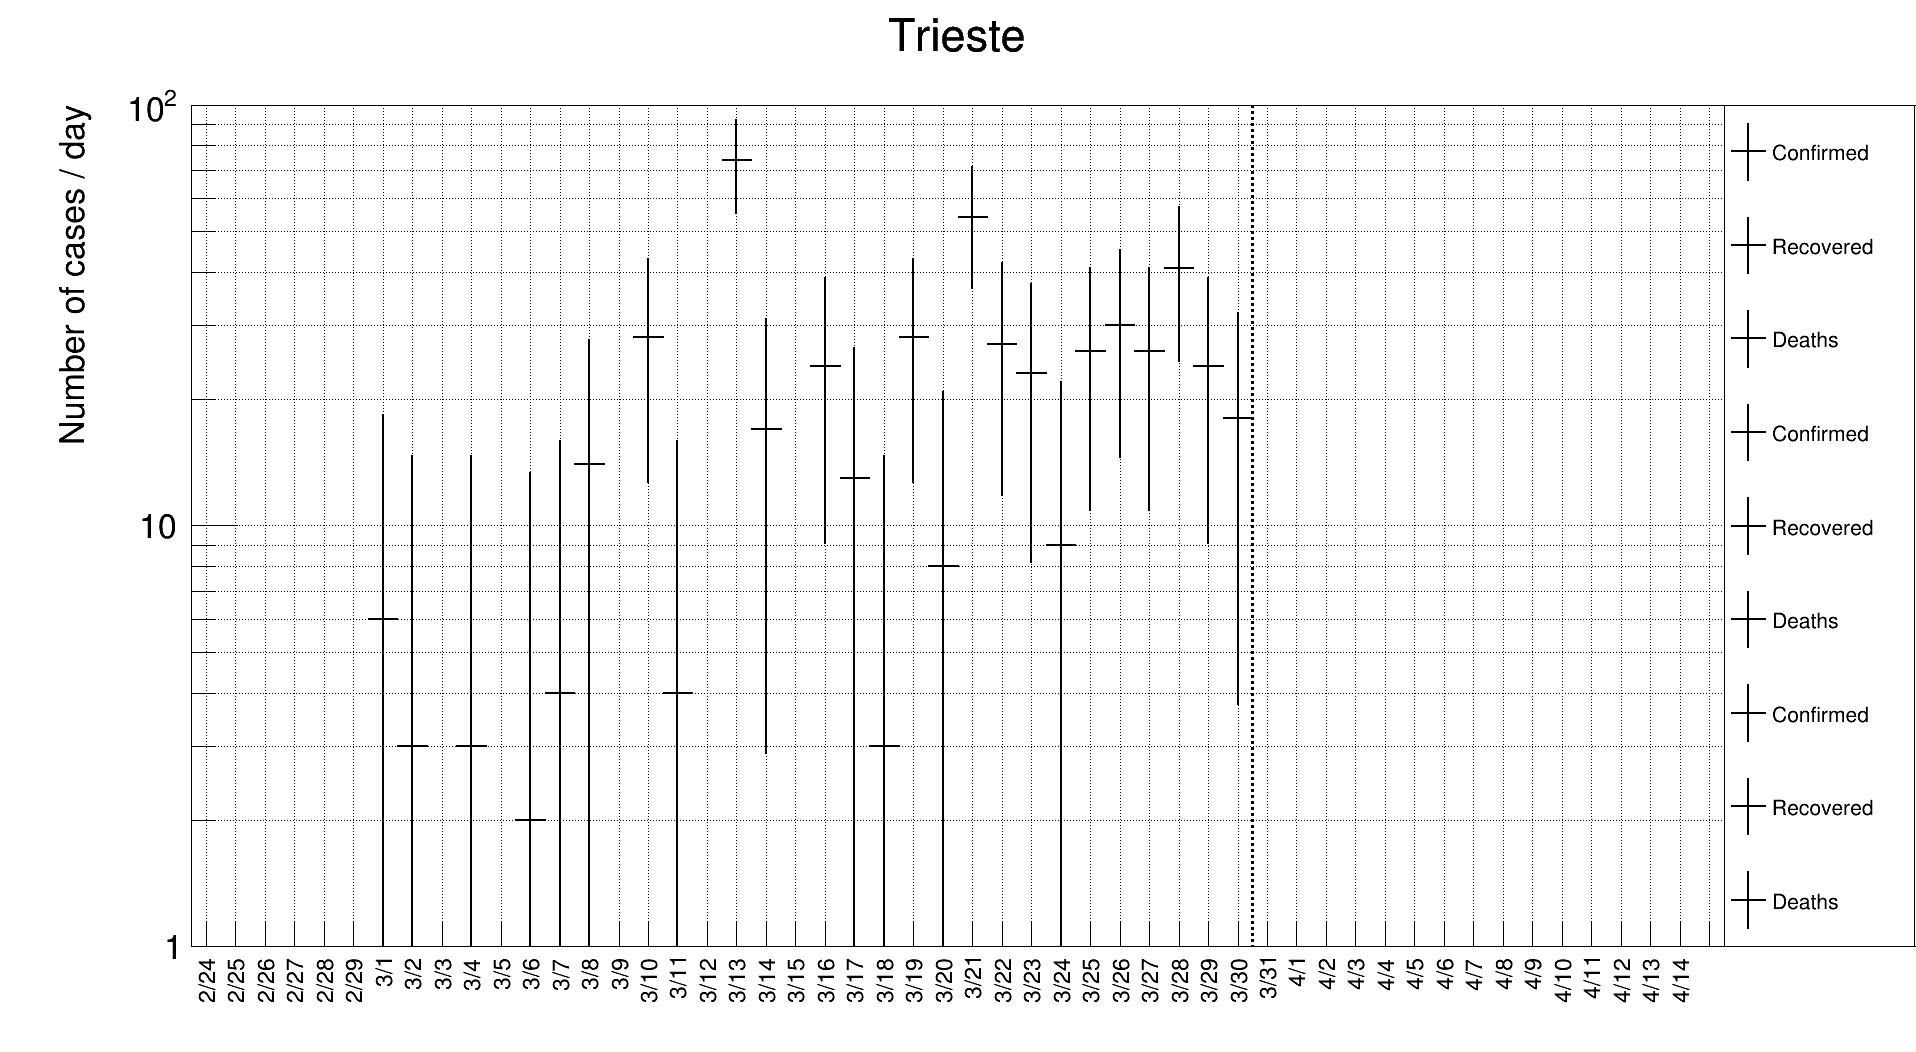 Trieste
Number of cases / day
10²
10
1
2/24 2/25 2/26 2/27 2/28 2/29 3/1 3/2 3/3 3/4 3/5 3/6 3/7 3/8 3/9 3/10 3/11 3/12 3/13 3/14 3/15 3/16 3/17 3/18 3/19 3/20 3/21 3/22 3/23 3/24 3/25 3/26 3/27 3/28 3/29 3/30 3/31 4/1 4/2 4/3 4/4 4/5 4/6 4/7 4/8 4/9 4/10 4/11 4/12 4/13 4/14
Confirmed
Recovered
Deaths
Confirmed
Recovered
Deaths
Confirmed
Recovered
Deaths